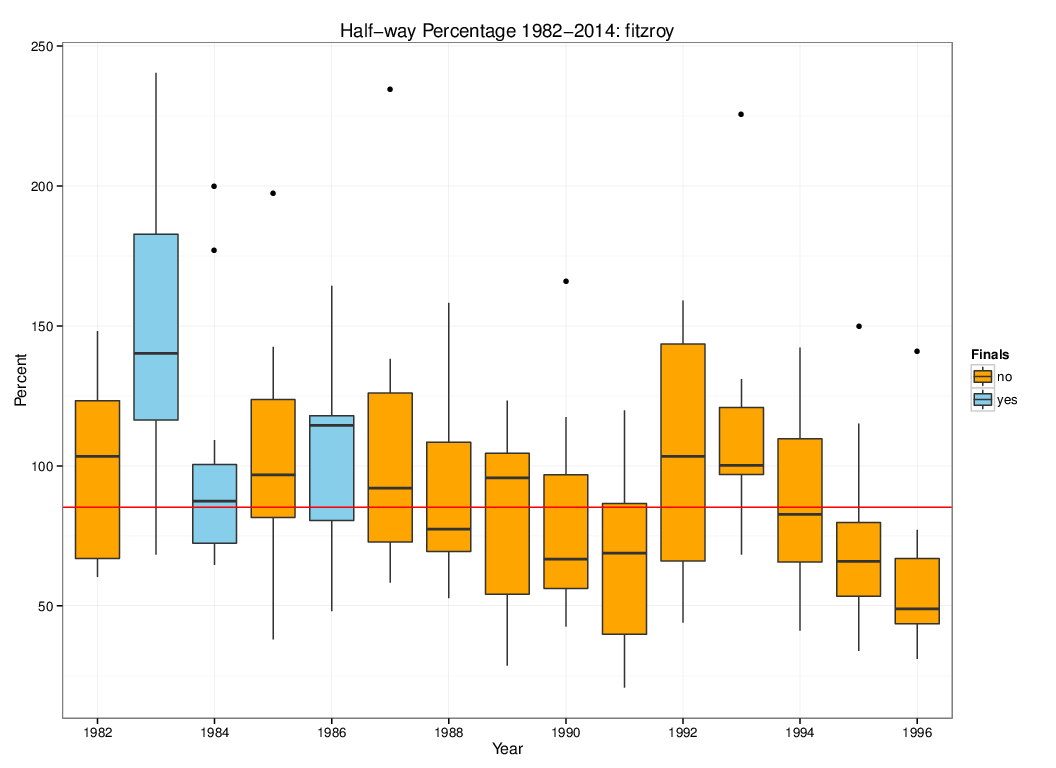 Half−way Percentage 1982−2014: fitzroy
250
200
150
100
50
Percent
1982 1984 1986 1988 1990 1992 1994 1996
Year
Finals
no
yes